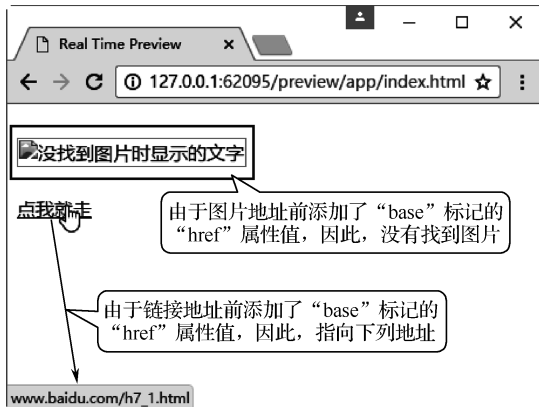 Real Time Preview
127.0.0.1:62095/preview/app/index.html
没找到图片时显示的文字
点我就走
由于图片地址前添加了“base”标记的
“href”属性值，因此，没有找到图片
由于链接地址前添加了“base”标记的
“href”属性值，因此，指向下列地址
www.baidu.com/h7_1.html